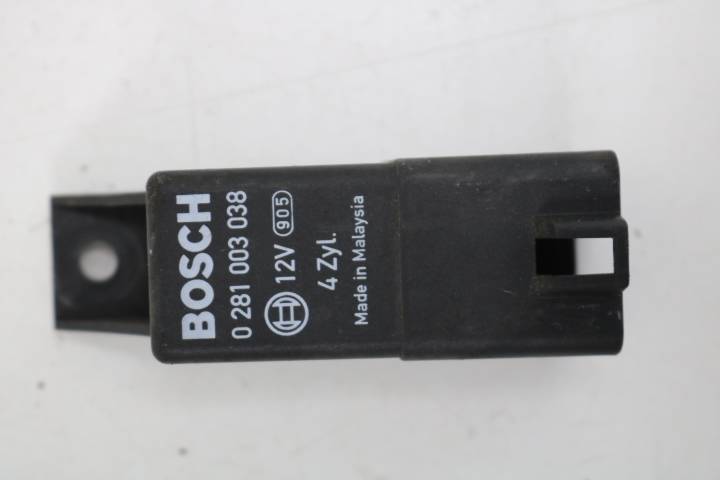 BOSCH
0 281 003 038
12V 905
4 Zyl.
Made in Malaysia